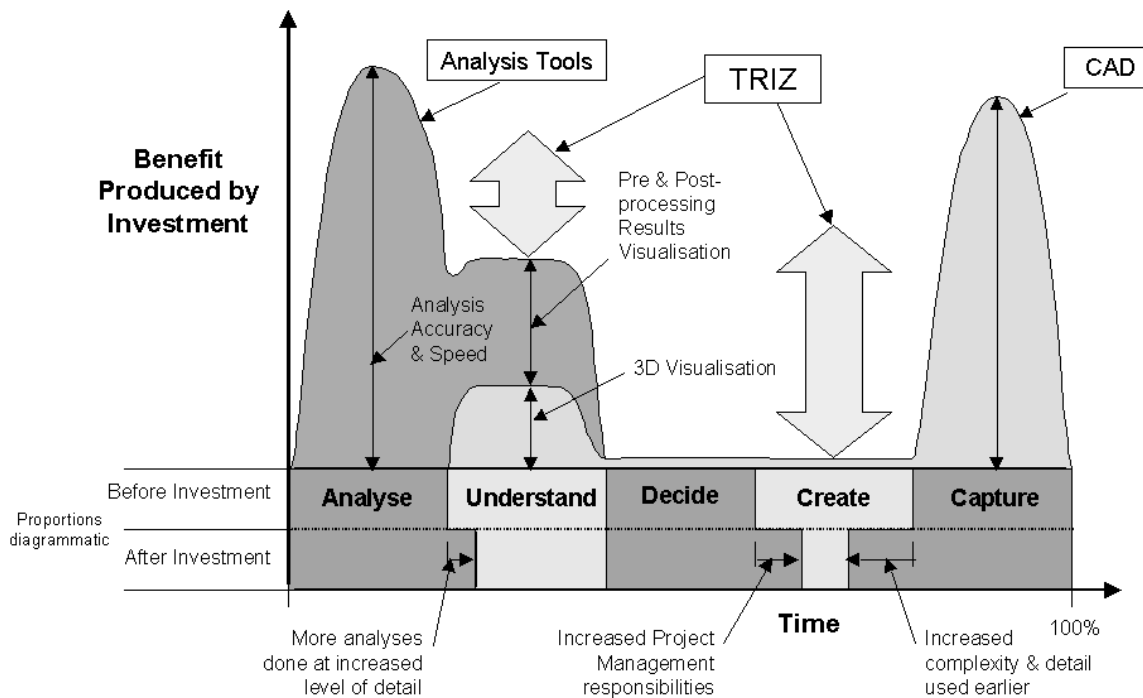 Analysis Tools
TRIZ
CAD
Benefit
Produced by
Investment
Pre & Post-
processing
Results
Visualisation
Analysis
Accuracy
& Speed
3D Visualisation
Before Investment
Analyse
Understand
Decide
Create
Capture
Proportions
diagrammatic
After Investment
Time
100%
More analyses
done at increased
level of detail
Increased Project
Management
responsibilities
Increased
complexity & detail
used earlier